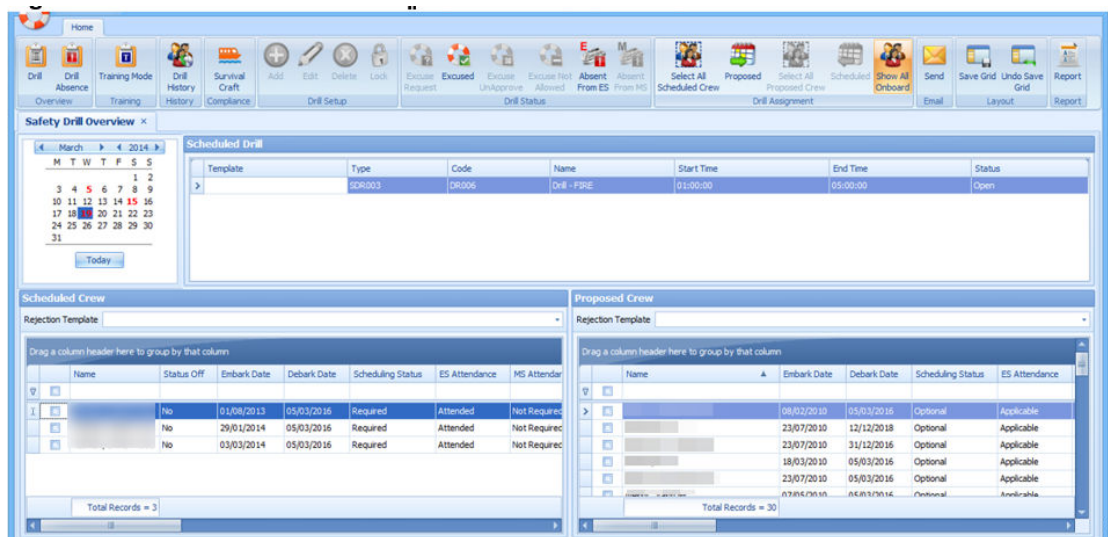 Home
Drill Drill Absence Training Mode Drill History Survival Craft Add Edit Delete Lock Excuse Request Excused Excuse UnApprove Excuse Not Allowed Absent From ES Absent From MS Select All Scheduled Crew Proposed Select All Proposed Crew Scheduled Show All Onboard Send Save Grid Undo Save Grid Report
Overview Training History Compliance Drill Setup Drill Status Drill Assignment Email Layout Report
Safety Drill Overview ×
March 2014
M T W T F S S
1 2
3 4 5 6 7 8 9
10 11 12 13 14 15 16
17 18 19 20 21 22 23
24 25 26 27 28 29 30
31
Today
Scheduled Drill
Template Type Code Name Start Time End Time Status
SDR003 DR006 Drill - FIRE 01:00:00 05:00:00 Open
Scheduled Crew
Rejection Template
Drag a column header here to group by that column
Name Status Off Embark Date Debark Date Scheduling Status ES Attendance MS Attendar
No 01/08/2013 05/03/2016 Required Attended Not Required
No 29/01/2014 05/03/2016 Required Attended Not Required
No 03/03/2014 05/03/2016 Required Attended Not Required
Total Records = 3
Proposed Crew
Rejection Template
Drag a column header here to group by that column
Name Embark Date Debark Date Scheduling Status ES Attendance
08/02/2010 05/03/2016 Optional Applicable
23/07/2010 12/12/2018 Optional Applicable
23/07/2010 31/12/2016 Optional Applicable
18/03/2010 05/03/2016 Optional Applicable
23/07/2010 05/03/2016 Optional Applicable
07/05/2010 05/03/2016 Optional Applicable
Total Records = 30